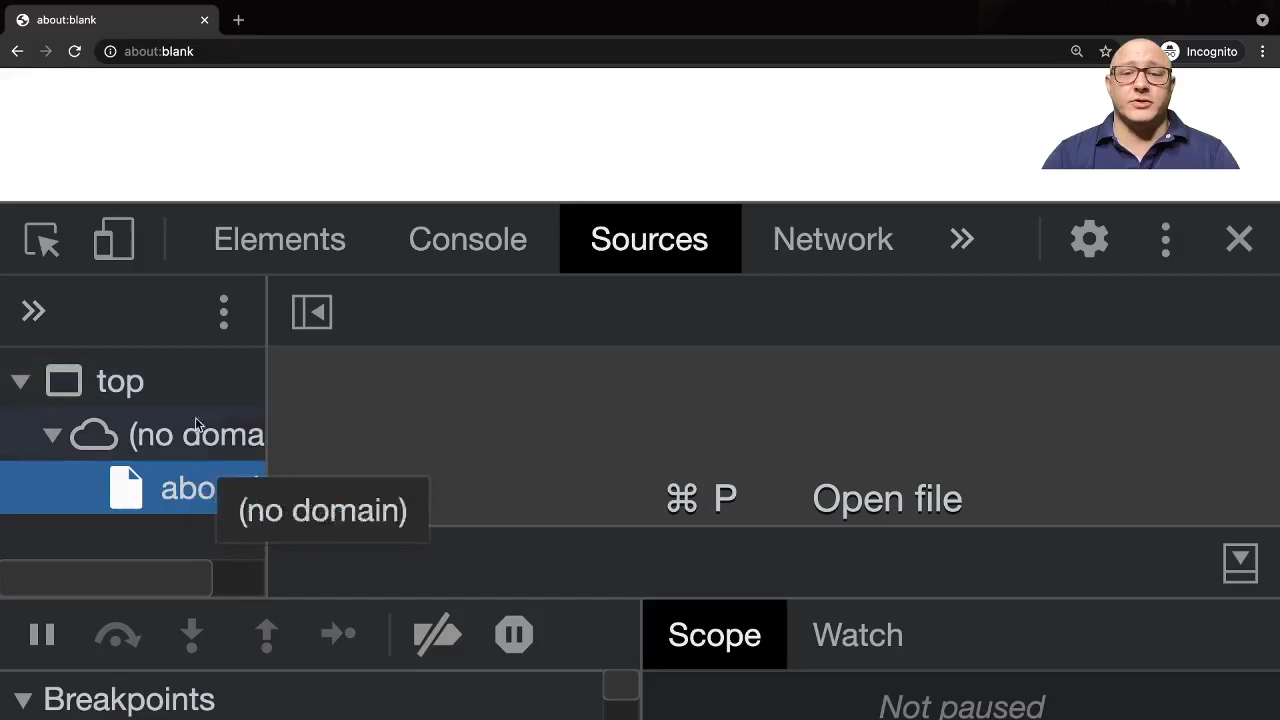 about:blank
about:blank
Incognito
Elements Console Sources Network
top
(no doma
abo
(no domain)
⌘ P Open file
Scope Watch
Breakpoints
Not paused